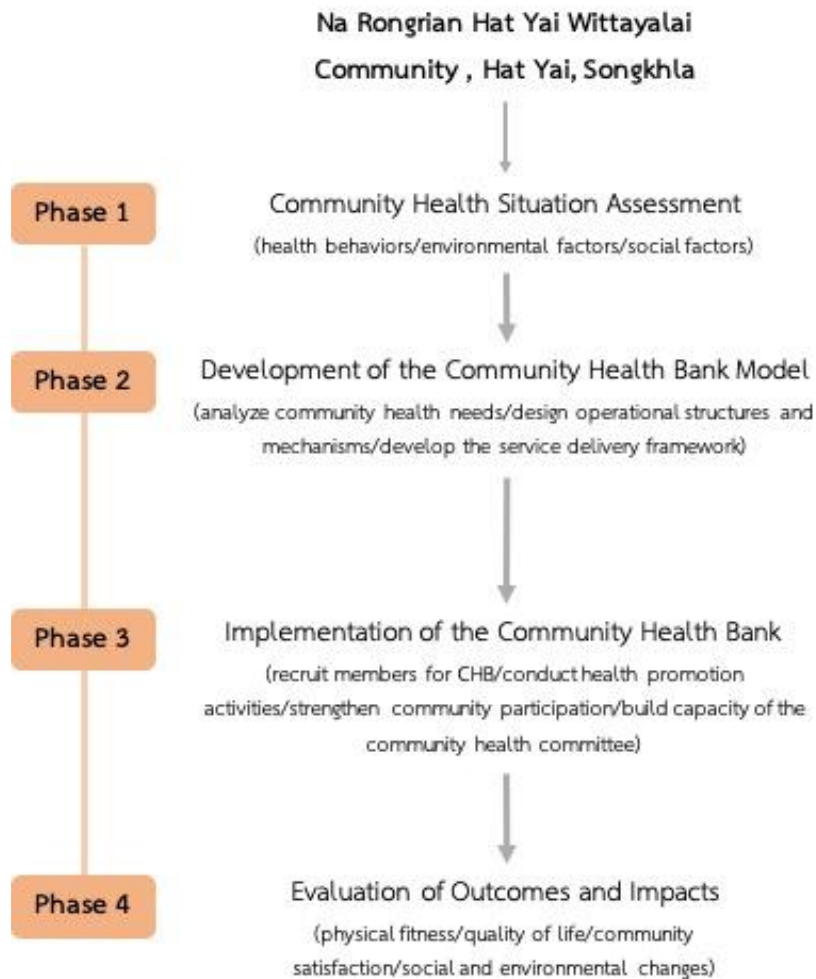 Na Rongrian Hat Yai Wittayalai
Community , Hat Yai, Songkhla
Phase 1
Community Health Situation Assessment
(health behaviors/environmental factors/social factors)
Phase 2
Development of the Community Health Bank Model
(analyze community health needs/design operational structures and
mechanisms/develop the service delivery framework)
Phase 3
Implementation of the Community Health Bank
(recruit members for CHB/conduct health promotion
activities/strengthen community participation/build capacity of the
community health committee)
Phase 4
Evaluation of Outcomes and Impacts
(physical fitness/quality of life/community
satisfaction/social and environmental changes)